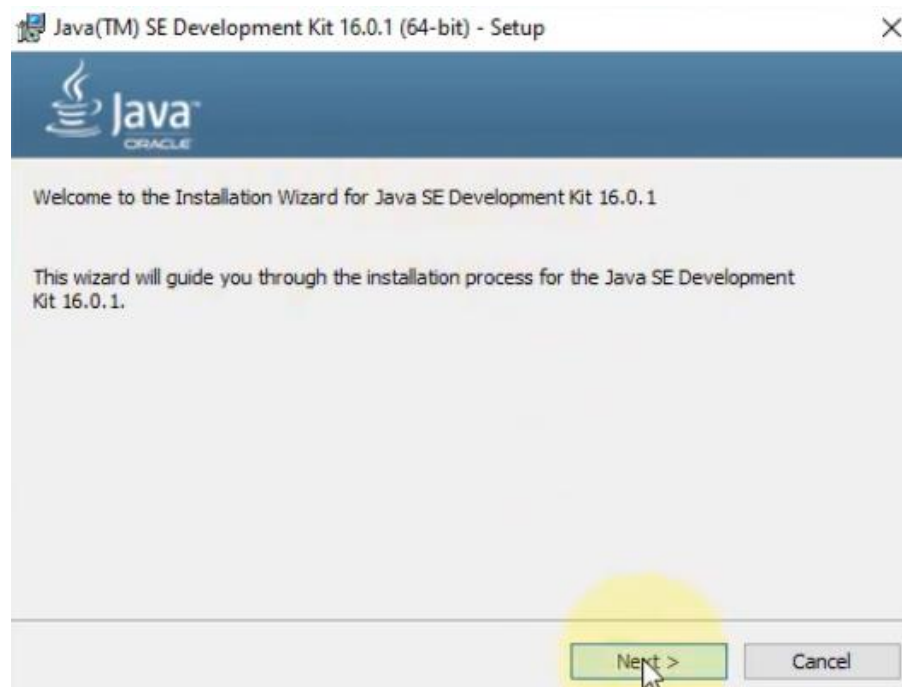 Java(TM) SE Development Kit 16.0.1 (64-bit) - Setup
Java™
ORACLE
Welcome to the Installation Wizard for Java SE Development Kit 16.0.1
This wizard will guide you through the installation process for the Java SE Development
Kit 16.0.1.
Next >
Cancel